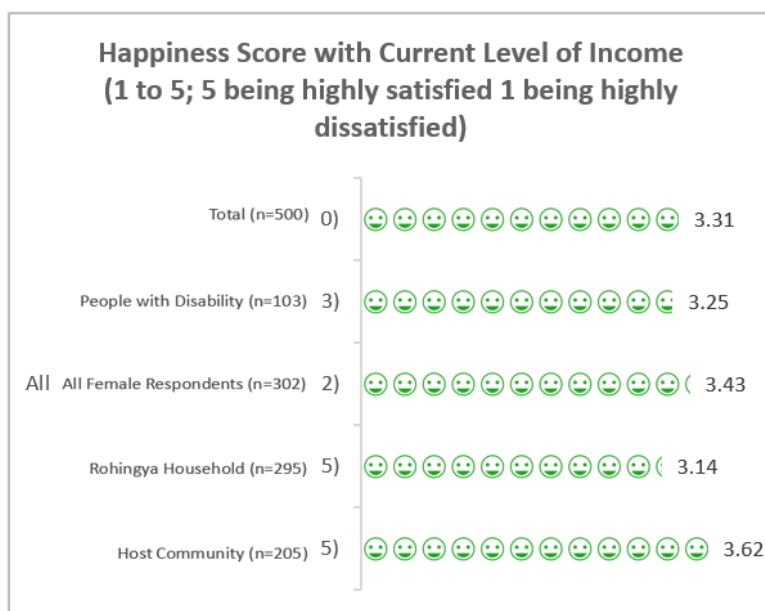 Happiness Score with Current Level of Income
(1 to 5; 5 being highly satisfied 1 being highly
dissatisfied)
Total (n=500) 0) 3.31
People with Disability (n=103) 3) 3.25
All All Female Respondents (n=302) 2) 3.43
Rohingya Household (n=295) 5) 3.14
Host Community (n=205) 5) 3.62